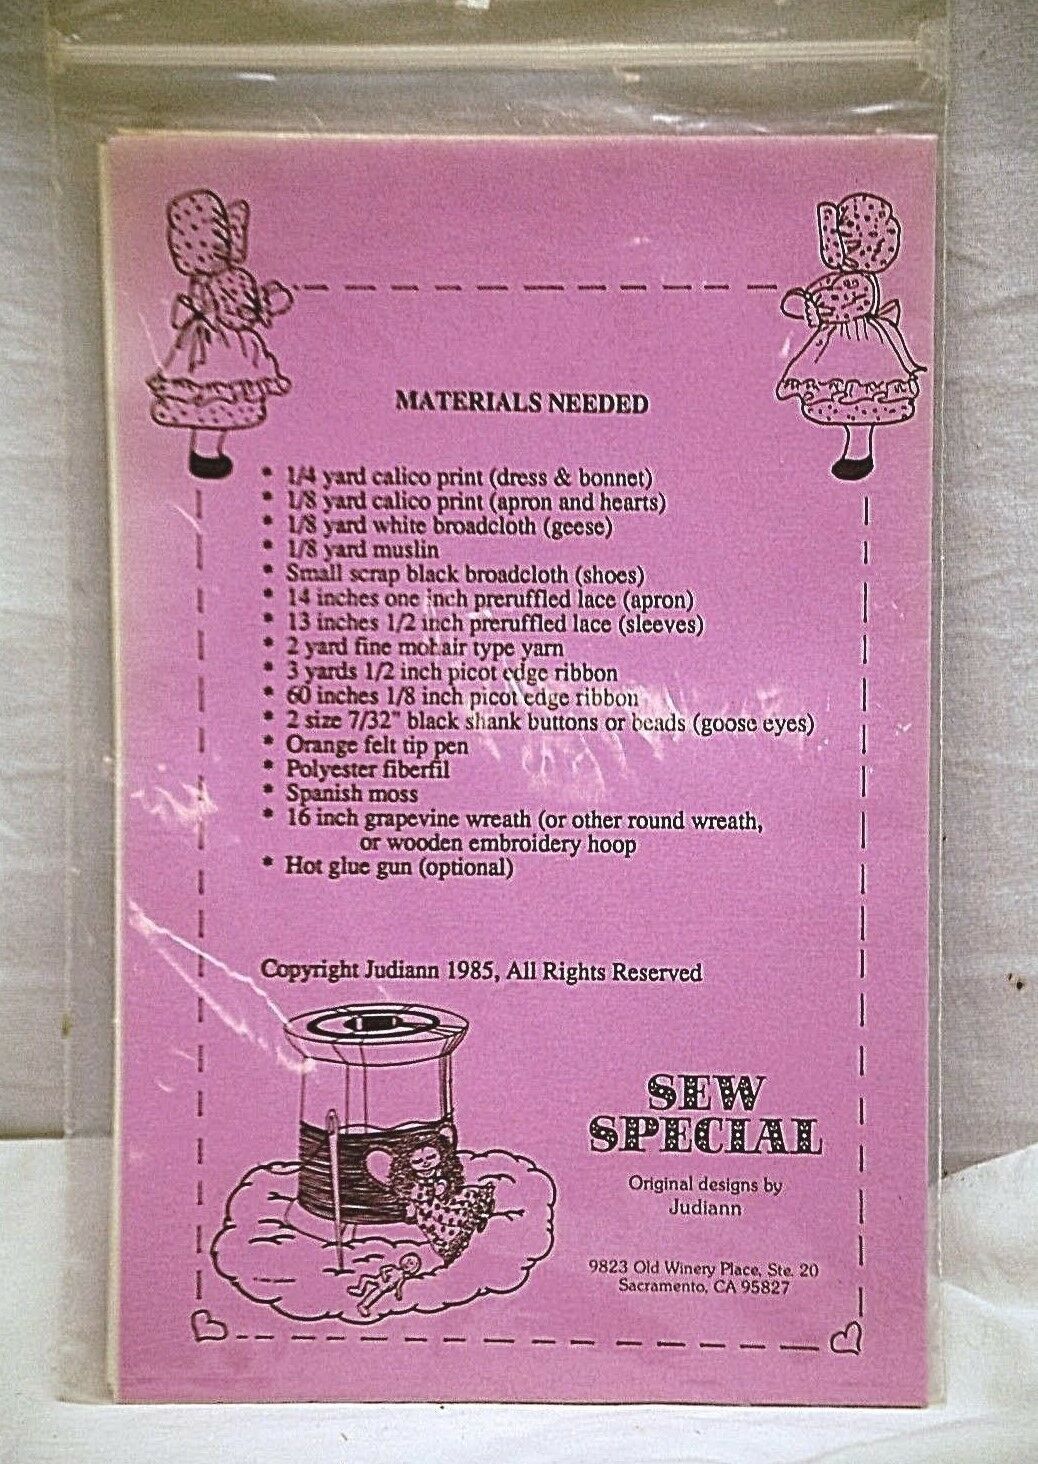 MATERIALS NEEDED
* 1/4 yard calico print (dress & bonnet)
* 1/8 yard calico print (apron and hearts)
* 1/8 yard white broadcloth (geese)
* 1/8 yard muslin
* Small scrap black broadcloth (shoes)
* 14 inches one inch preruffled lace (apron)
* 13 inches 1/2 inch preruffled lace (sleeves)
* 2 yard fine mohair type yarn
* 3 yards 1/2 inch picot edge ribbon
* 60 inches 1/8 inch picot edge ribbon
* 2 size 7/32" black shank buttons or beads (goose eyes)
* Orange felt tip pen
* Polyester fiberfil
* Spanish moss
* 16 inch grapevine wreath (or other round wreath,
or wooden embroidery hoop
* Hot glue gun (optional)
Copyright Judiann 1985, All Rights Reserved
SEW
SPECIAL
Original designs by
Judiann
9823 Old Winery Place, Ste. 20
Sacramento, CA 95827